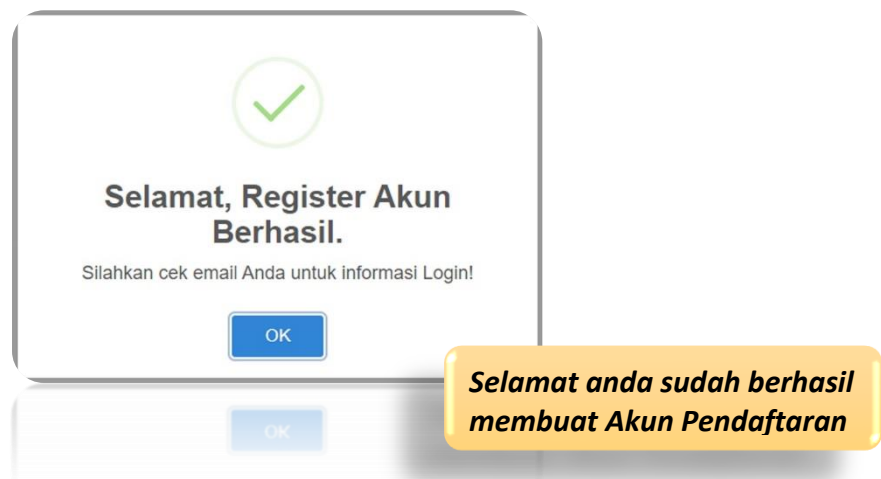 Selamat, Register Akun
Berhasil.
Silahkan cek email Anda untuk informasi Login!
OK
Selamat anda sudah berhasil
membuat Akun Pendaftaran
OK